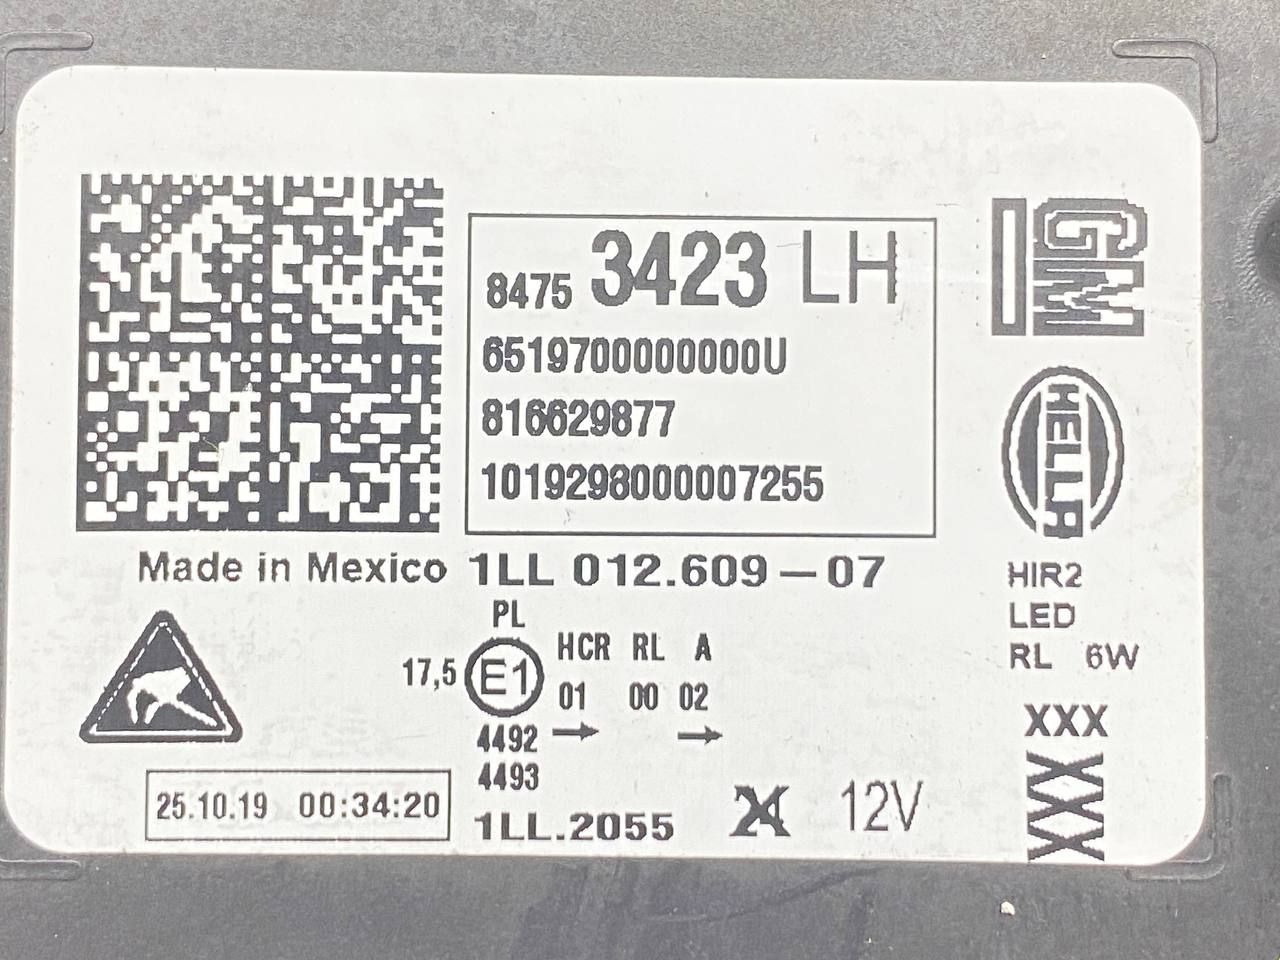 8475 3423 LH
6519700000000U
816629877
1019298000007255
GM
HELLA
Made in Mexico 1LL 012.609-07
HIR2
LED
RL 6W
PL
17,5 E1 HCR RL A
01 00 02
4492
4493
XXX
XXX
25.10.19 00:34:20
1LL.2055
12V